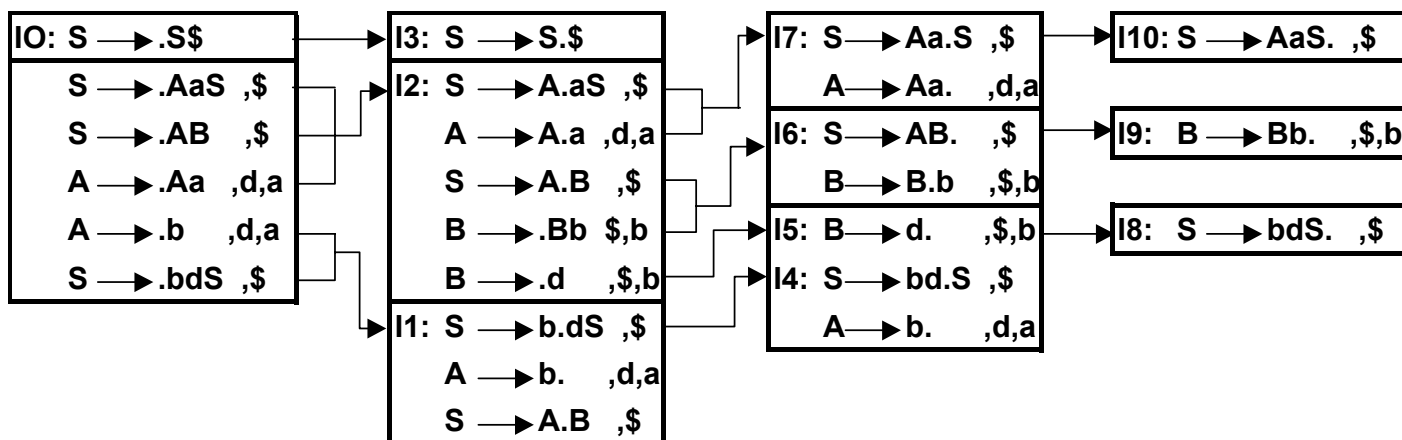 IO: S → .S$
S → .AaS ,$
S → .AB ,$
A → .Aa ,d,a
A → .b ,d,a
S → .bdS ,$
I3: S → S.$
I2: S → A.aS ,$
A → A.a ,d,a
S → A.B ,$
B → .Bb $,b
B → .d ,$,b
I1: S → b.dS ,$
A → b. ,d,a
S → A.B ,$
I7: S → Aa.S ,$
A → Aa. ,d,a
I6: S → AB. ,$
B → B.b ,$,b
I5: B → d. ,$,b
I4: S → bd.S ,$
A → b. ,d,a
I10: S → AaS. ,$
I9: B → Bb. ,$,b
I8: S → bdS. ,$